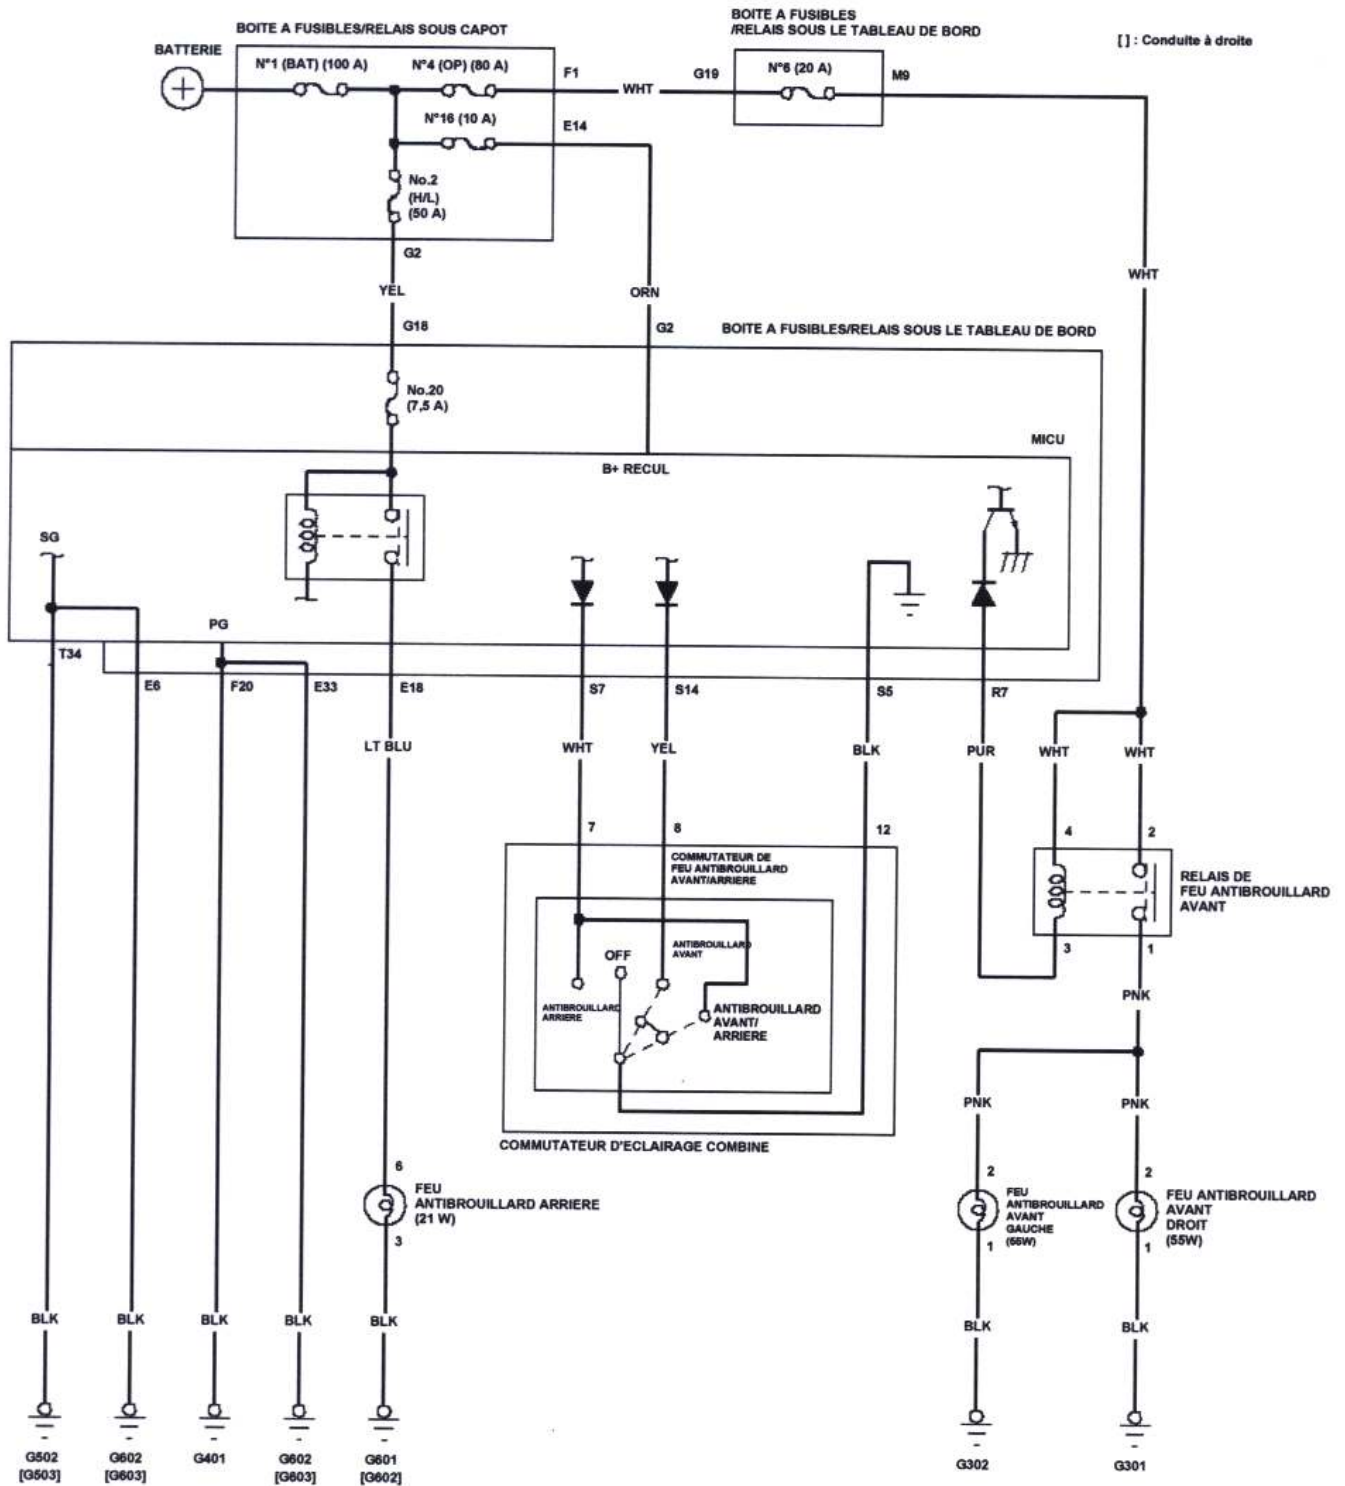 BOITE A FUSIBLES/RELAIS SOUS CAPOT
BOITE A FUSIBLES
/RELAIS SOUS LE TABLEAU DE BORD
[ ] : Conduite à droite
BATTERIE
N°1 (BAT) (100 A)
N°4 (OP) (80 A)
F1
WHT
G19
N°6 (20 A)
M9
N°16 (10 A)
E14
No.2
(H/L)
(50 A)
G2
YEL
ORN
WHT
G18
G2
BOITE A FUSIBLES/RELAIS SOUS LE TABLEAU DE BORD
No.20
(7,5 A)
MICU
B+ RECUL
SG
PG
T34
E6
F20
E33
E18
S7
S14
S5
R7
LT BLU
WHT
YEL
BLK
PUR
WHT
WHT
7
8
12
4
2
COMMUTATEUR DE
FEU ANTIBROUILLARD
AVANT/ARRIERE
RELAIS DE
FEU ANTIBROUILLARD
AVANT
3
1
OFF
ANTIBROUILLARD
AVANT
ANTIBROUILLARD
ARRIERE
ANTIBROUILLARD
AVANT/
ARRIERE
PNK
PNK
PNK
COMMUTATEUR D'ECLAIRAGE COMBINE
6
FEU
ANTIBROUILLARD ARRIERE
(21 W)
3
2
FEU
ANTIBROUILLARD
AVANT
GAUCHE
(55W)
1
2
FEU ANTIBROUILLARD
AVANT
DROIT
(55W)
1
BLK
BLK
BLK
BLK
BLK
BLK
BLK
G502
[G503]
G602
[G603]
G401
G602
[G603]
G601
[G602]
G302
G301